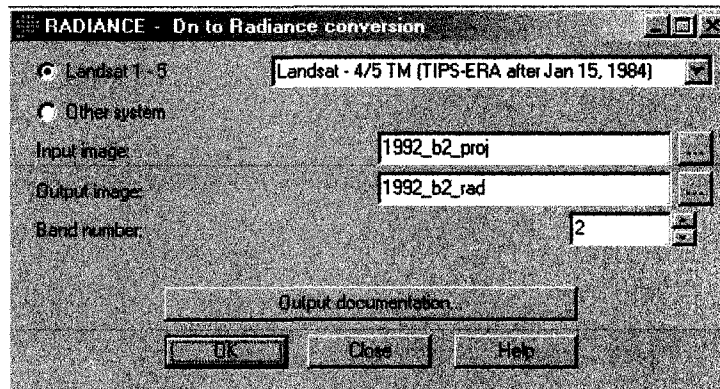 RADIANCE - Dn to Radiance conversion
Landsat 1 - 5
Landsat - 4/5 TM (TIPS-ERA after Jan 15, 1984)
Other system
Input image:
1992_b2_proj
...
Output image:
1992_b2_rad
...
Band number:
2
Output documentation...
OK
Close
Help